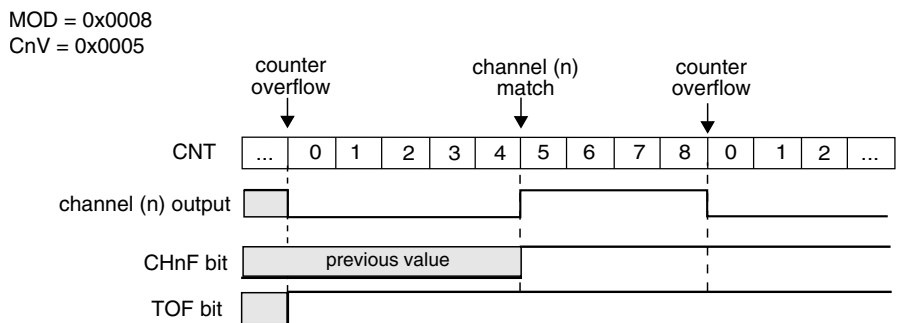 MOD = 0x0008
CnV = 0x0005
counter
overflow
channel (n)
match
counter
overflow
CNT ... 0 1 2 3 4 5 6 7 8 0 1 2 ...
channel (n) output
CHnF bit previous value
TOF bit